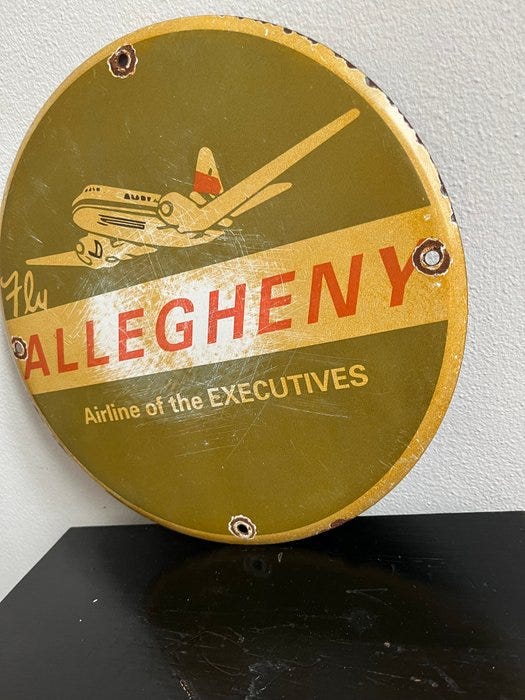 Fly
ALLEGHENY
Airline of the EXECUTIVES